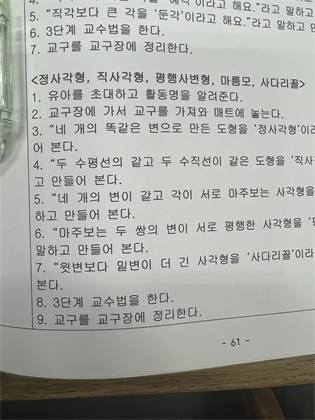 5. "직각보다 큰 각을 '둔각'이라고 해요."라고 말하고 만
6. 3단계 교수법을 한다.
7. 교구를 교구장에 정리한다.
<정사각형, 직사각형, 평행사변형, 마름모, 사다리꼴>
1. 유아를 초대하고 활동명을 알려준다.
2. 교구장에 가서 교구를 가져와 매트에 놓는다.
3. "네 개의 똑같은 변으로 만든 도형을 '정사각형'이라
어 본다.
4. "두 수평선의 같고 두 수직선이 같은 도형을 '직사
고 만들어 본다.
5. "네 개의 변이 같고 각이 서로 마주보는 사각형을
하고 만들어 본다.
6. "마주보는 두 쌍의 변이 서로 평행한 사각형을 '평
말하고 만들어 본다.
7. "윗변보다 밑변이 더 긴 사각형을 '사다리꼴'이라
본다.
8. 3단계 교수법을 한다.
9. 교구를 교구장에 정리한다.
- 61 -